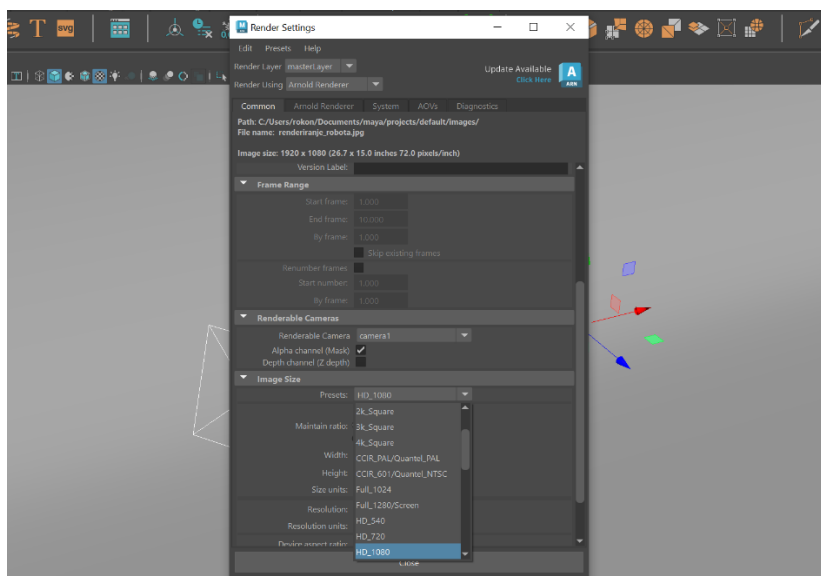 T svg
Render Settings
Edit Presets Help
Render Layer masterLayer
Render Using Arnold Renderer
Update Available
Click Here
A
ARN
Common Arnold Renderer System AOVs Diagnostics
Path: C:/Users/rokon/Documents/maya/projects/default/images/
File name: renderiranje_robota.jpg
Image size: 1920 x 1080 (26.7 x 15.0 inches 72.0 pixels/inch)
Version Label:
Frame Range
Start frame: 1.000
End frame: 10.000
By frame: 1.000
Skip existing frames
Renumber frames
Start number: 1.000
By frame: 1.000
Renderable Cameras
Renderable Camera camera1
Alpha channel (Mask)
Depth channel (Z depth)
Image Size
Presets: HD_1080
2k_Square
Maintain ratio: 3k_Square
4k_Square
Width: CCIR_PAL/Quantel_PAL
Height: CCIR_601/Quantel_NTSC
Size units: Full_1024
Resolution: Full_1280/Screen
HD_540
Resolution units:
HD_720
Device aspect ratio: HD_1080
Close